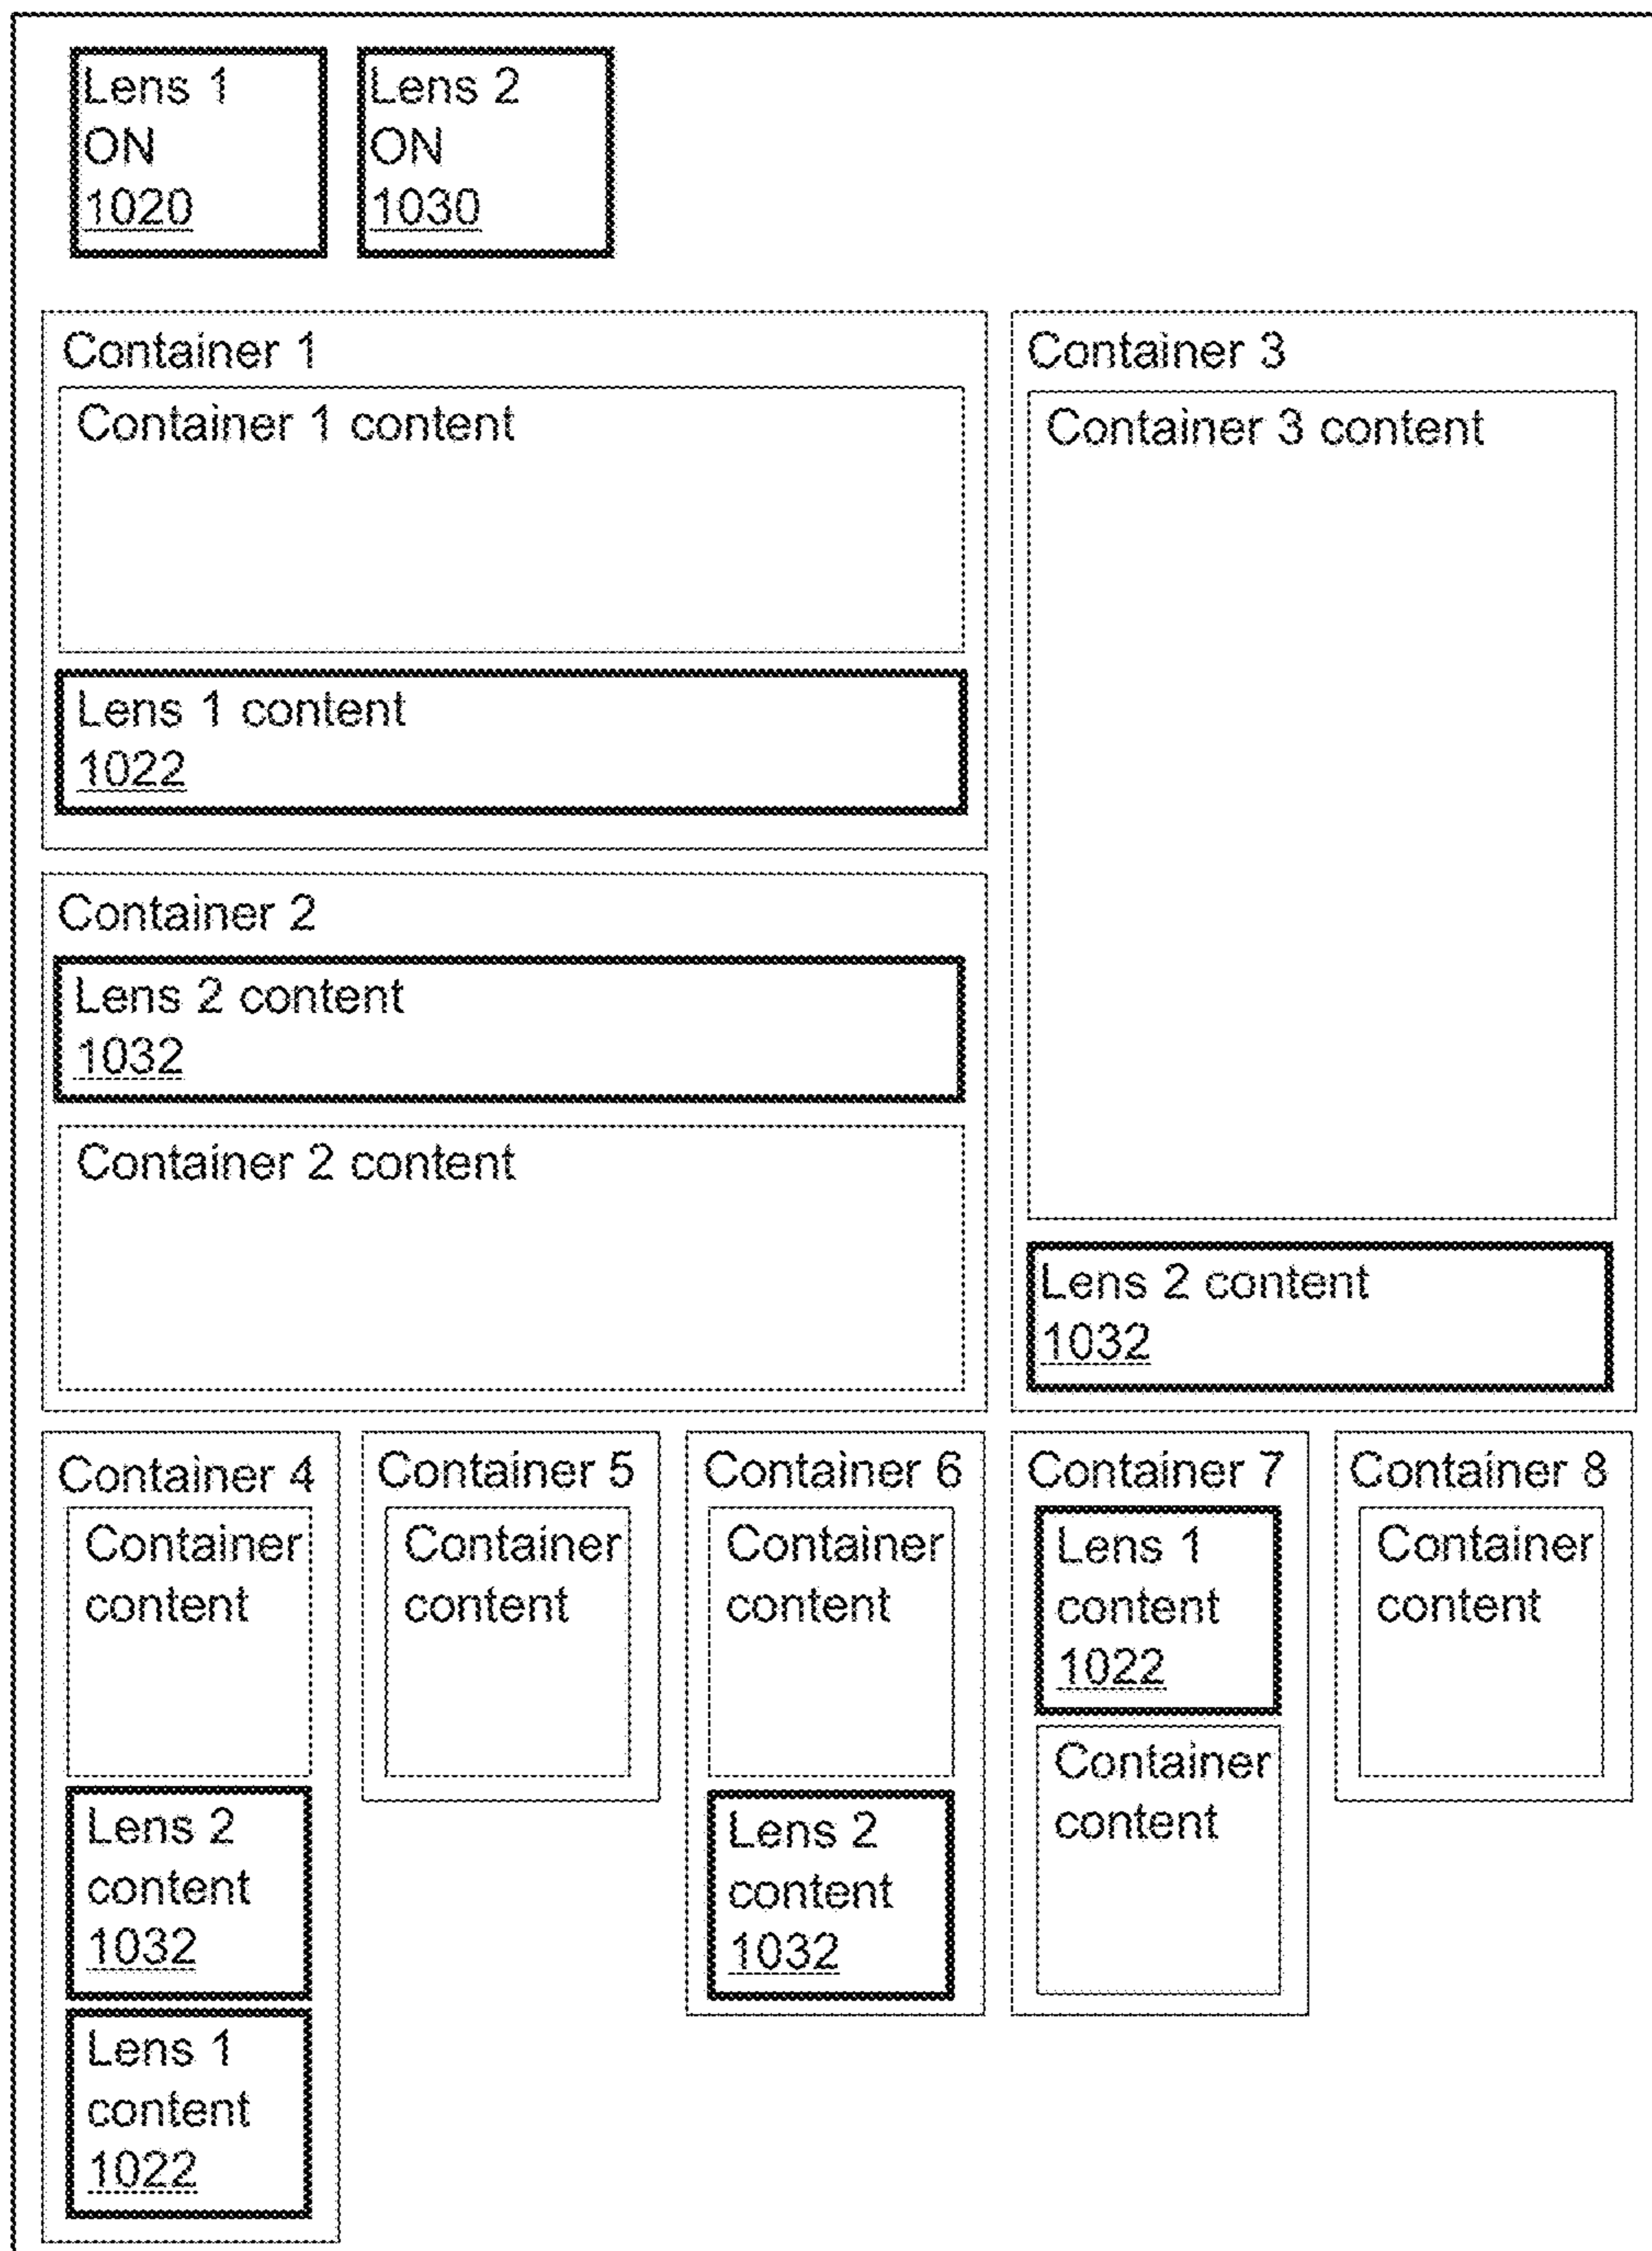 Lens 1
ON
1020
Lens 2
ON
1030
Container 1
Container 1 content
Lens 1 content
1022
Container 2
Lens 2 content
1032
Container 2 content
Container 3
Container 3 content
Lens 2 content
1032
Container 4
Container
content
Lens 2
content
1032
Lens 1
content
1022
Container 5
Container
content
Container 6
Container
content
Lens 2
content
1032
Container 7
Lens 1
content
1022
Container
content
Container 8
Container
content